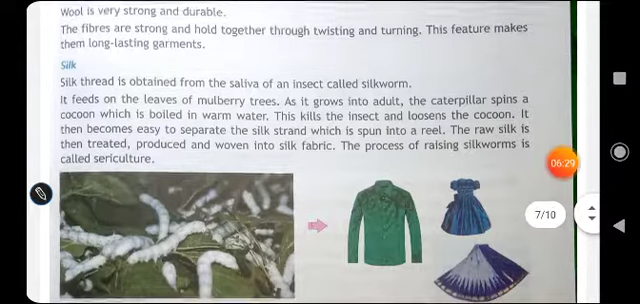 Wool is very strong and durable.
The fibres are strong and hold together through twisting and turning. This feature makes
them long-lasting garments.
Silk
Silk thread is obtained from the saliva of an insect called silkworm.
It feeds on the leaves of mulberry trees. As it grows into adult, the caterpillar spins a
cocoon which is boiled in warm water. This kills the insect and loosens the cocoon. It
then becomes easy to separate the silk strand which is spun into a reel. The raw silk is
then treated, produced and woven into silk fabric. The process of raising silkworms is
called sericulture.
06:29
7/10